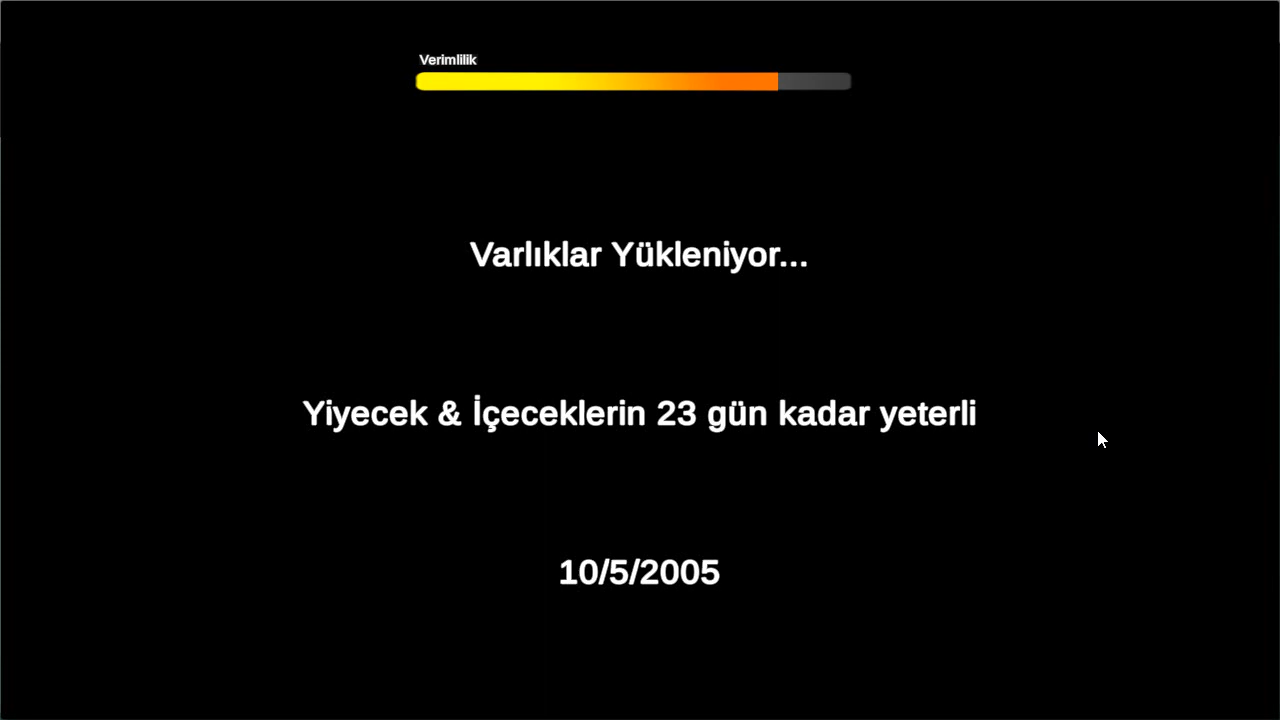 Verimlilik
Varlıklar Yükleniyor...
Yiyecek & İçeceklerin 23 gün kadar yeterli
10/5/2005